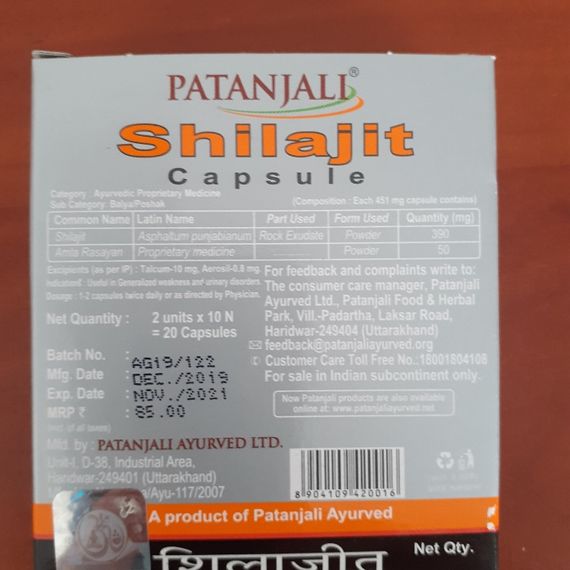 PATANJALI®
Shilajit
Capsule
Category : Ayurvedic Proprietary Medicine
Sub Category: Balya/Poshak
(Composition : Each 451 mg capsule contains)
Common Name Latin Name Part Used Form Used Quantity (mg)
Shilajit Asphaltum punjabianum Rock Exudate Powder 390
Amla Rasayan Proprietary medicine Powder 50
Excipients (as per IP) : Talcum-10 mg, Aerosil-0.8 mg.
Indications : Useful in Generalized weakness and urinary disorders.
Dosage : 1-2 capsules twice daily or as directed by Physician.
Net Quantity : 2 units x 10 N
= 20 Capsules
Batch No. : AG19/122
Mfg. Date : DEC./2019
Exp. Date : NOV./2021
MRP ₹ : 85.00
(incl. of all taxes)
For feedback and complaints write to:
The consumer care manager, Patanjali
Ayurved Ltd., Patanjali Food & Herbal
Park, Vill.-Padartha, Laksar Road,
Haridwar-249404 (Uttarakhand)
feedback@patanjaliayurved.org
Customer Care Toll Free No.:18001804108
For sale in Indian subcontinent only.
Now Patanjali products are also available
online at: www.patanjaliayurved.net
Mfd. by : PATANJALI AYURVED LTD.
Unit-I, D-38, Industrial Area,
Haridwar-249401 (Uttarakhand)
/Ayu-117/2007
8 904109 420016
A product of Patanjali Ayurved
शिलाजीत
Net Qty.